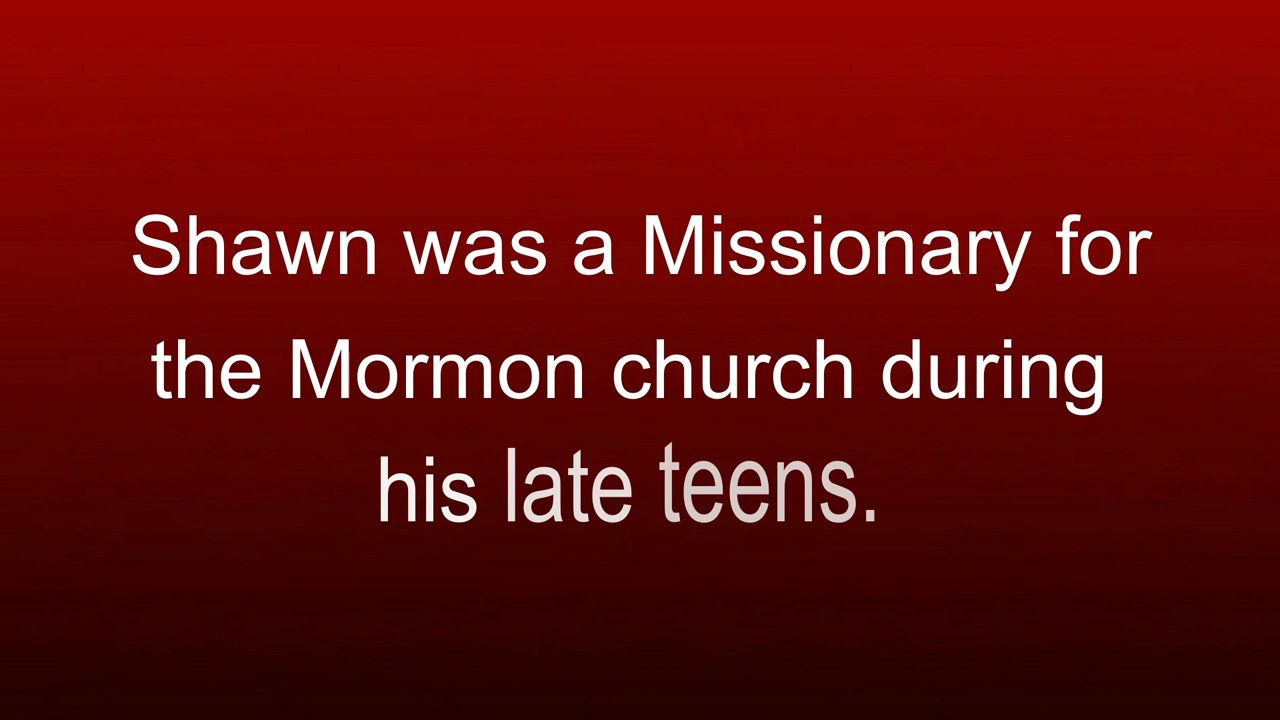 Shawn was a Missionary for
the Mormon church during
his late teens.